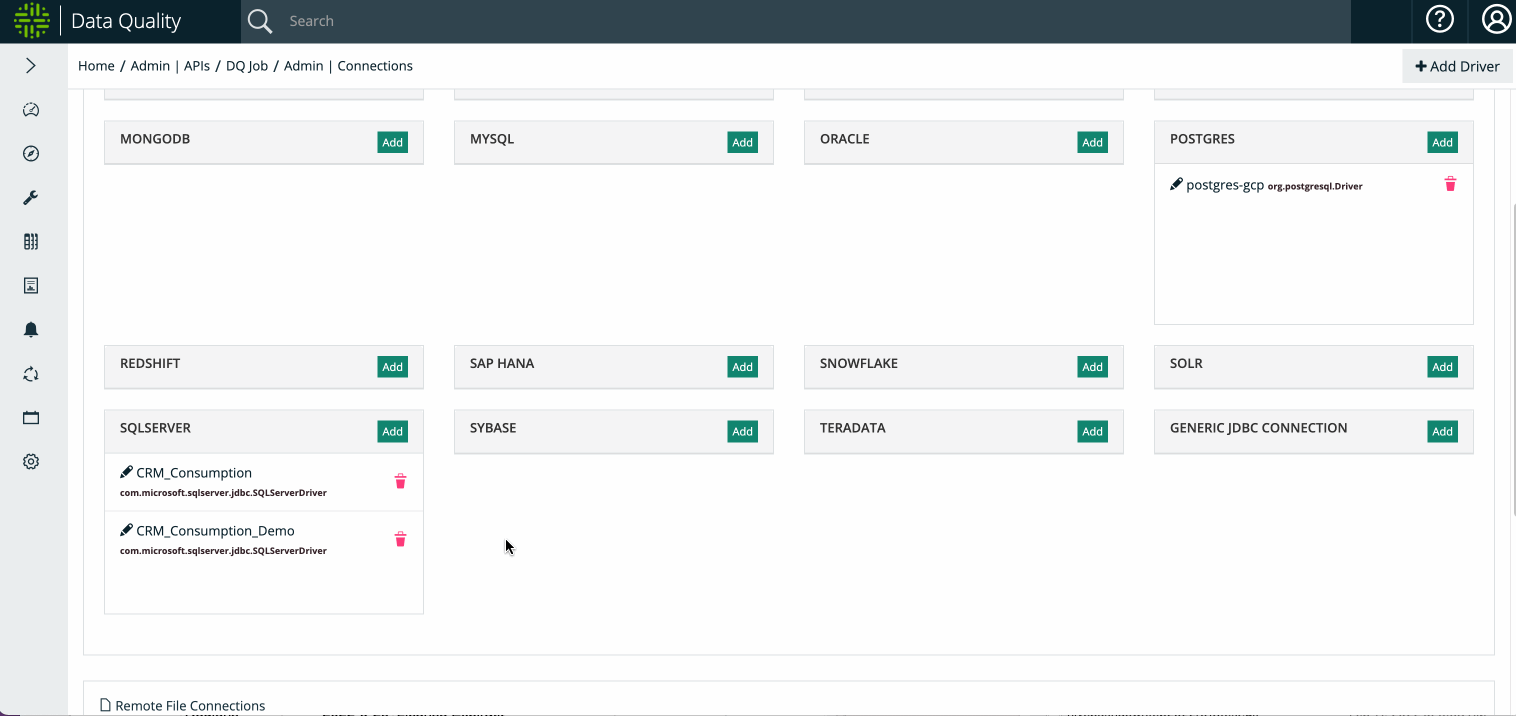 Data Quality
Search
Home / Admin | APIs / DQ Job / Admin | Connections
+ Add Driver
MONGODB Add
MYSQL Add
ORACLE Add
POSTGRES Add
postgres-gcp org.postgresql.Driver
REDSHIFT Add
SAP HANA Add
SNOWFLAKE Add
SOLR Add
SQLSERVER Add
SYBASE Add
TERADATA Add
GENERIC JDBC CONNECTION Add
CRM_Consumption
com.microsoft.sqlserver.jdbc.SQLServerDriver
CRM_Consumption_Demo
com.microsoft.sqlserver.jdbc.SQLServerDriver
Remote File Connections